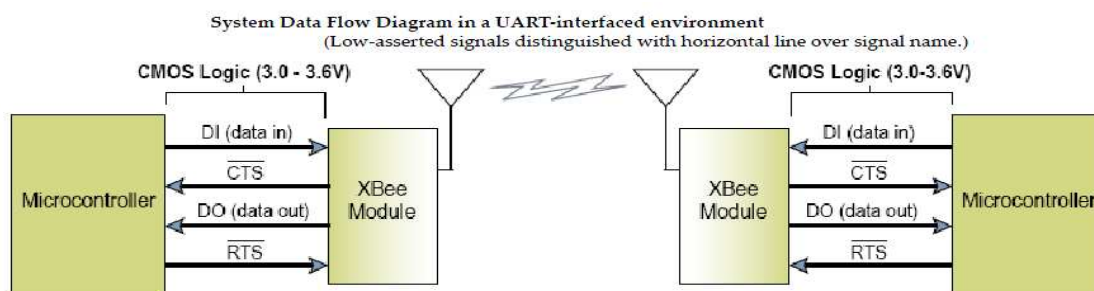 System Data Flow Diagram in a UART-interfaced environment
(Low-asserted signals distinguished with horizontal line over signal name.)
CMOS Logic (3.0 - 3.6V)
CMOS Logic (3.0-3.6V)
Microcontroller
DI (data in)
CTS
DO (data out)
RTS
XBee
Module
XBee
Module
DI (data in)
CTS
DO (data out)
RTS
Microcontroller